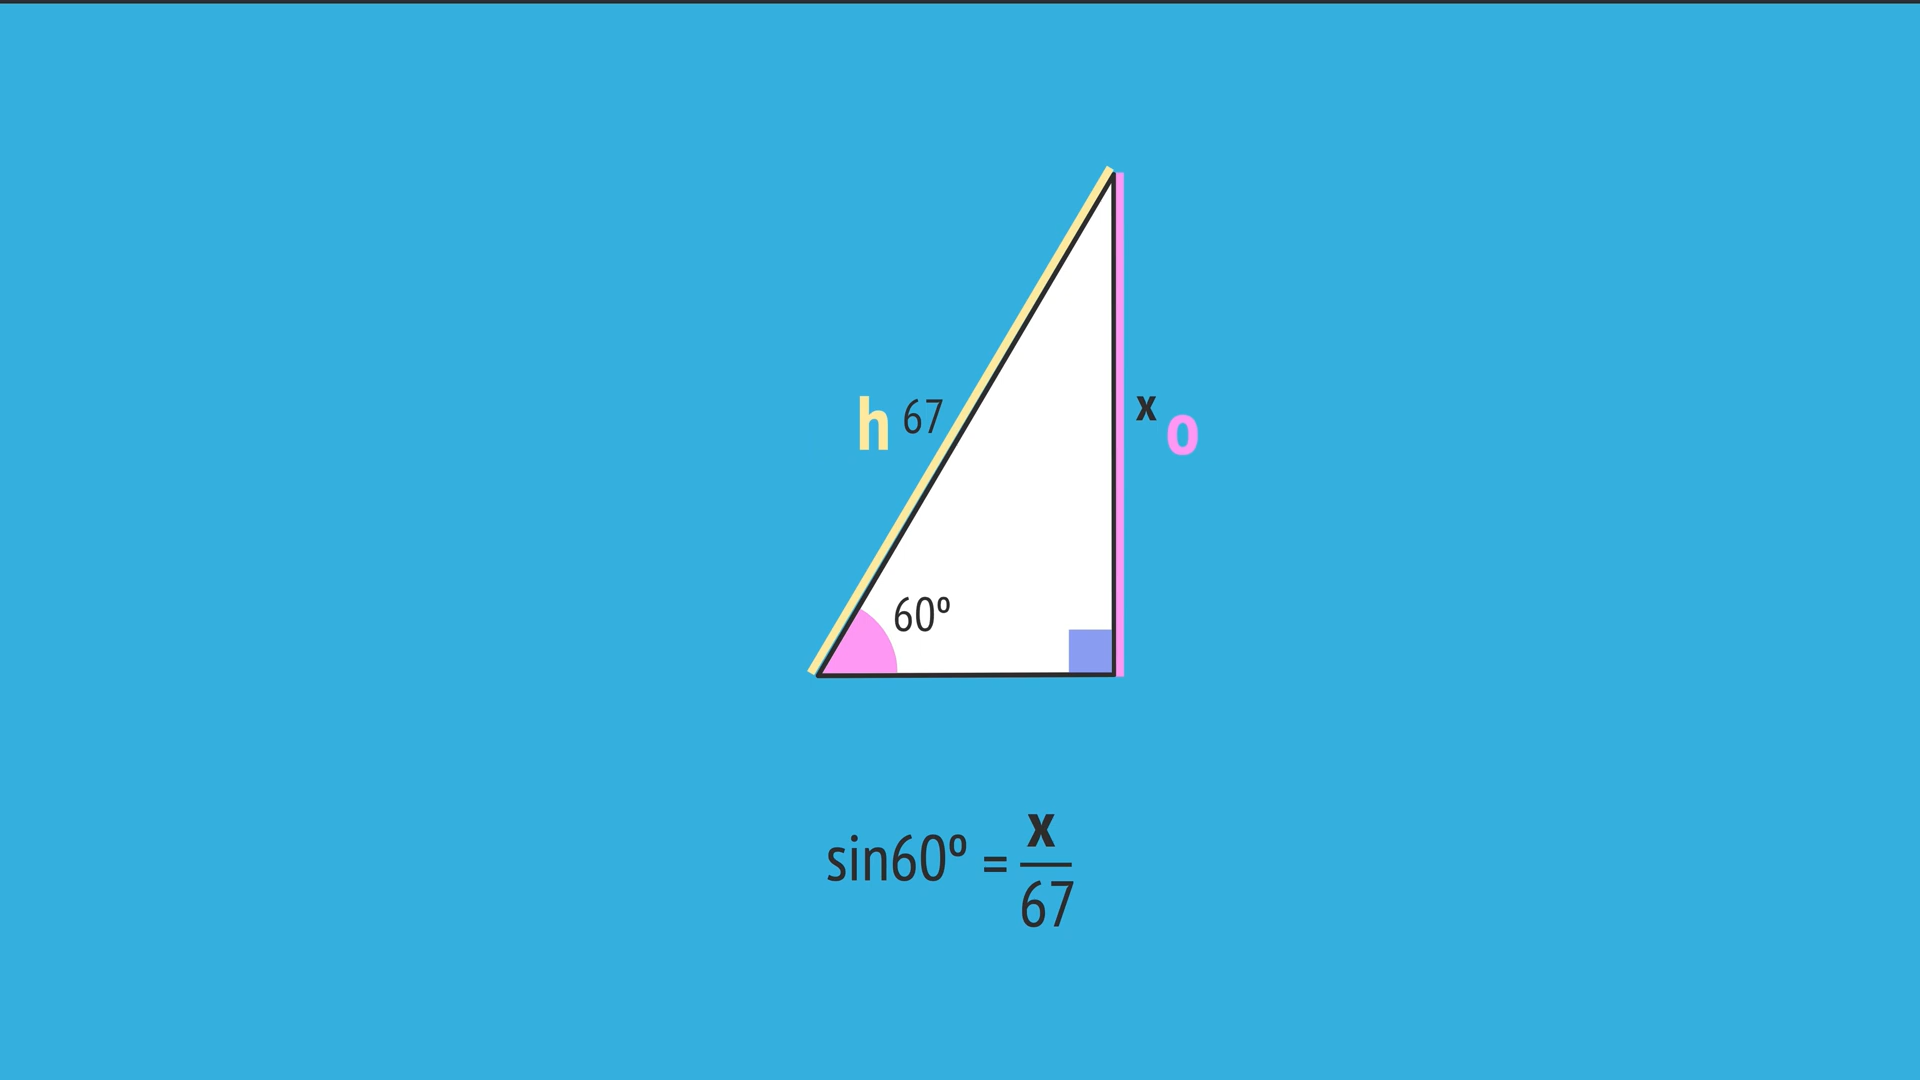 h 67
x o
60º
sin60º = x
67